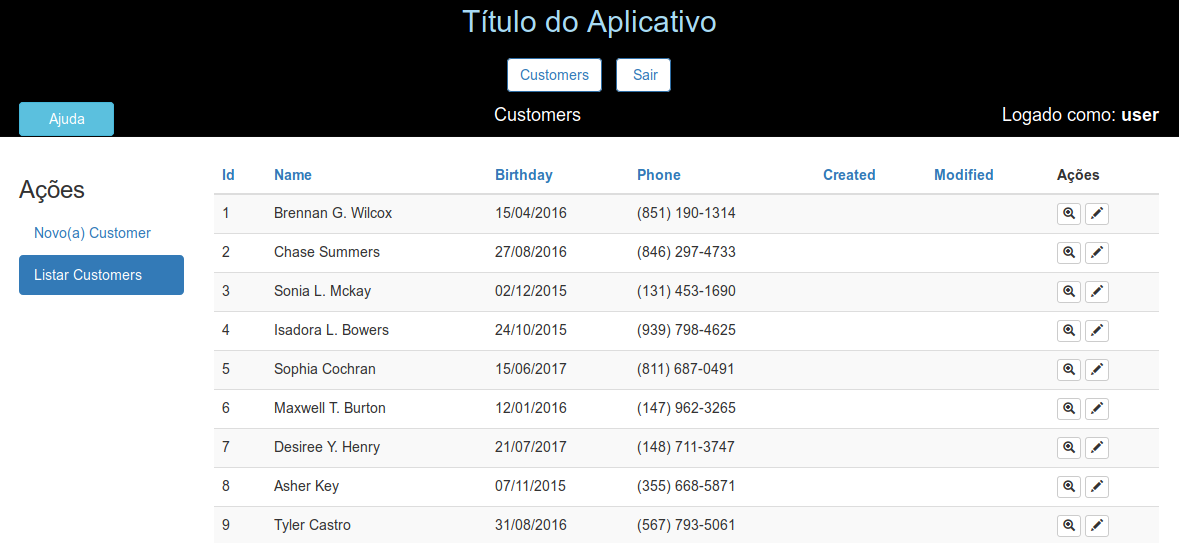 Título do Aplicativo
Customers Sair
Ajuda Customers Logado como: user
Ações
Novo(a) Customer
Listar Customers
Id Name Birthday Phone Created Modified Ações
1 Brennan G. Wilcox 15/04/2016 (851) 190-1314
2 Chase Summers 27/08/2016 (846) 297-4733
3 Sonia L. Mckay 02/12/2015 (131) 453-1690
4 Isadora L. Bowers 24/10/2015 (939) 798-4625
5 Sophia Cochran 15/06/2017 (811) 687-0491
6 Maxwell T. Burton 12/01/2016 (147) 962-3265
7 Desiree Y. Henry 21/07/2017 (148) 711-3747
8 Asher Key 07/11/2015 (355) 668-5871
9 Tyler Castro 31/08/2016 (567) 793-5061